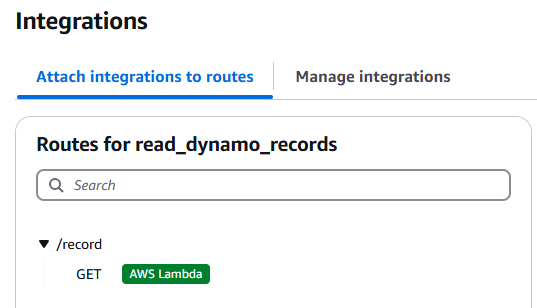 Integrations
Attach integrations to routes Manage integrations
Routes for read_dynamo_records
Search
/record
GET AWS Lambda